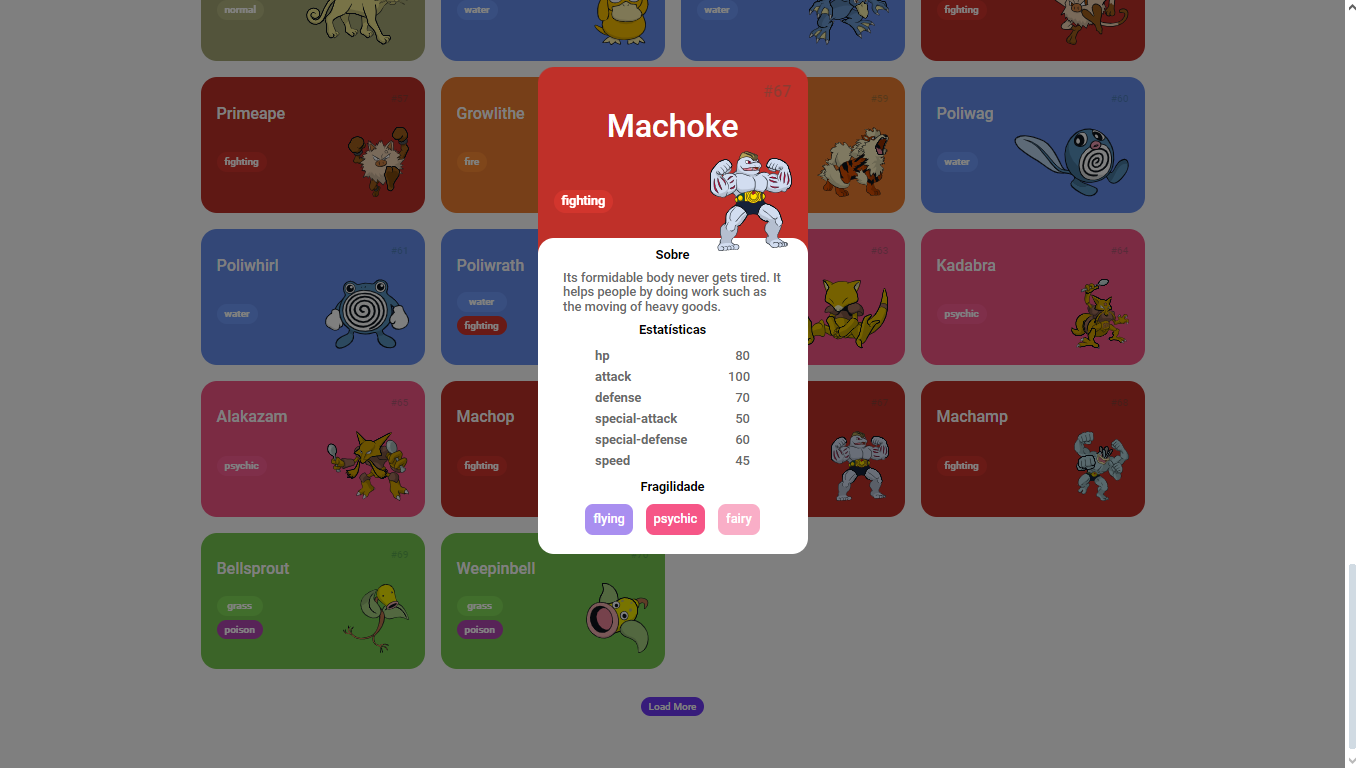 normal
water
water
fighting
Primeape
fighting
Growlithe
fire
#59
Poliwag
#60
water
#67
Machoke
fighting
Sobre
Its formidable body never gets tired. It
helps people by doing work such as
the moving of heavy goods.
Estatísticas
hp 80
attack 100
defense 70
special-attack 50
special-defense 60
speed 45
Fragilidade
flying psychic fairy
Poliwhirl
#61
water
Poliwrath
water
fighting
#63
Kadabra
#64
psychic
Alakazam
#65
psychic
Machop
fighting
Machamp
fighting
Bellsprout
#69
grass
poison
Weepinbell
grass
poison
Load More